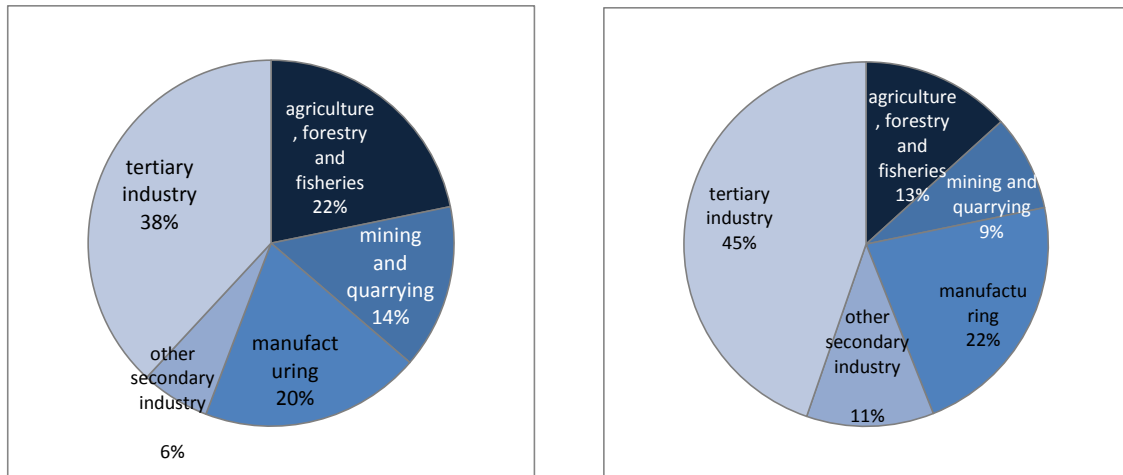 agriculture
, forestry
and
fisheries
22%
mining
and
quarrying
14%
manufact
uring
20%
other
secondary
industry
6%
tertiary
industry
38%
agriculture
, forestry
and
fisheries
13%
mining and
quarrying
9%
manufactu
ring
22%
other
secondary
industry
11%
tertiary
industry
45%